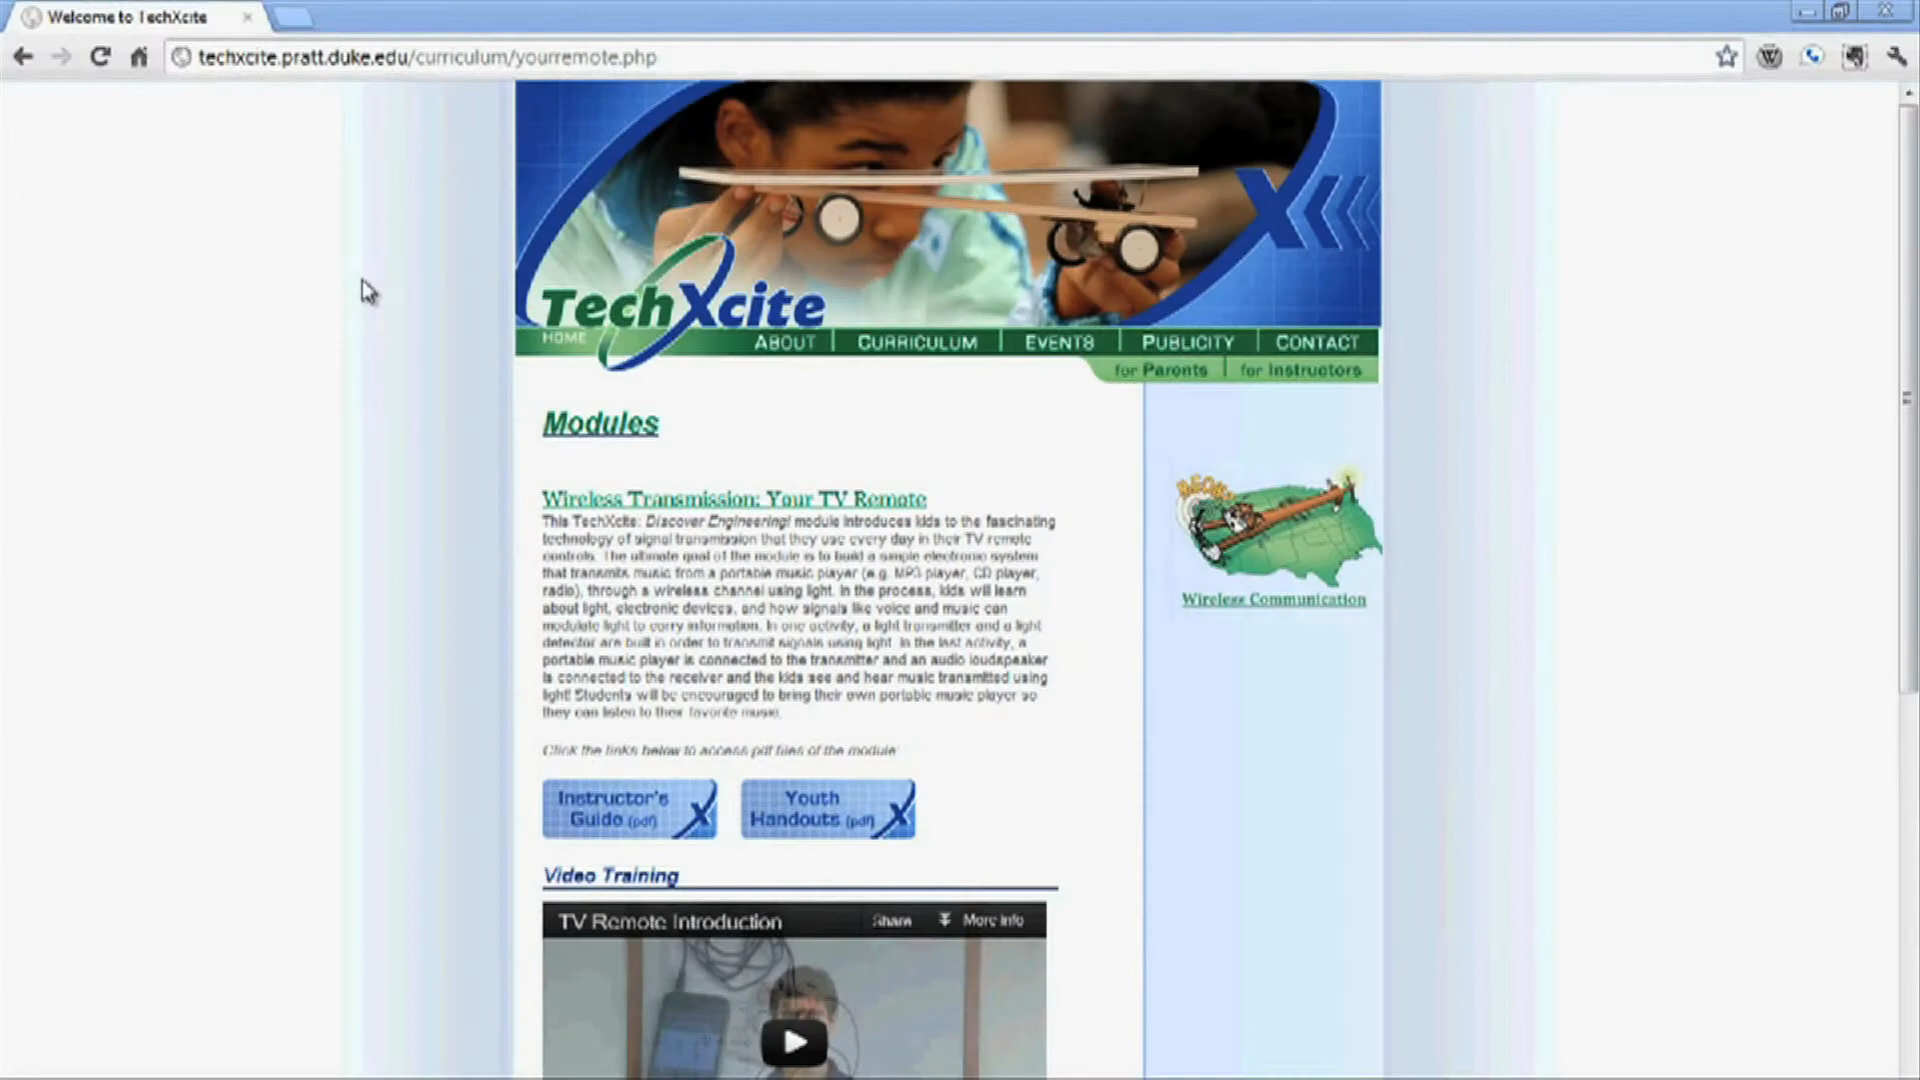 Welcome to TechXcite
techxcite.pratt.duke.edu/curriculum/yourremote.php
TechXcite
HOME
ABOUT
CURRICULUM
EVENTS
PUBLICITY
CONTACT
for Parents
for Instructors
Modules
Wireless Transmission: Your TV Remote
This TechXcite: Discover Engineering! module introduces kids to the fascinating
technology of signal transmission that they use every day in their TV remote
controls. The ultimate goal of the module is to build a simple electronic system
that transmits music from a portable music player (e.g. MP3 player, CD player,
radio), through a wireless channel using light. In the process, kids will learn
about light, electronic devices, and how signals like voice and music can
modulate light to carry information. In one activity, a light transmitter and a light
detector are built in order to transmit signals using light. In the last activity, a
portable music player is connected to the transmitter and an audio loudspeaker
is connected to the receiver and the kids see and hear music transmitted using
light! Students will be encouraged to bring their own portable music player so
they can listen to their favorite music.
Click the links below to access pdf files of the module:
Instructor's
Guide (pdf)
Youth
Handouts (pdf)
Video Training
TV Remote Introduction
Share
More info
Wireless Communication